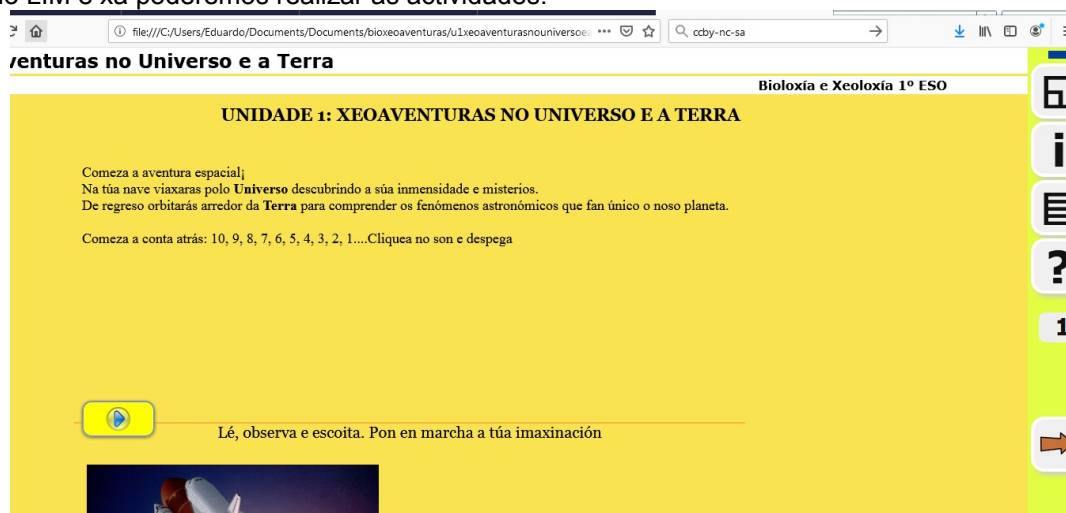 file:///C:/Users/Eduardo/Documents/Documents/bioxeoaventuras/u1xeoaventurasnouniversoe
ccby-nc-sa
venturas no Universo e a Terra
Bioloxía e Xeoloxía 1º ESO
UNIDADE 1: XEOAVENTURAS NO UNIVERSO E A TERRA
Comeza a aventura espacial¡
Na túa nave viaxaras polo Universo descubrindo a súa inmensidade e misterios.
De regreso orbitarás arredor da Terra para comprender os fenómenos astronómicos que fan único o noso planeta.
Comeza a conta atrás: 10, 9, 8, 7, 6, 5, 4, 3, 2, 1....Cliquea no son e despega
i
?
1
Lé, observa e escoita. Pon en marcha a túa imaxinación